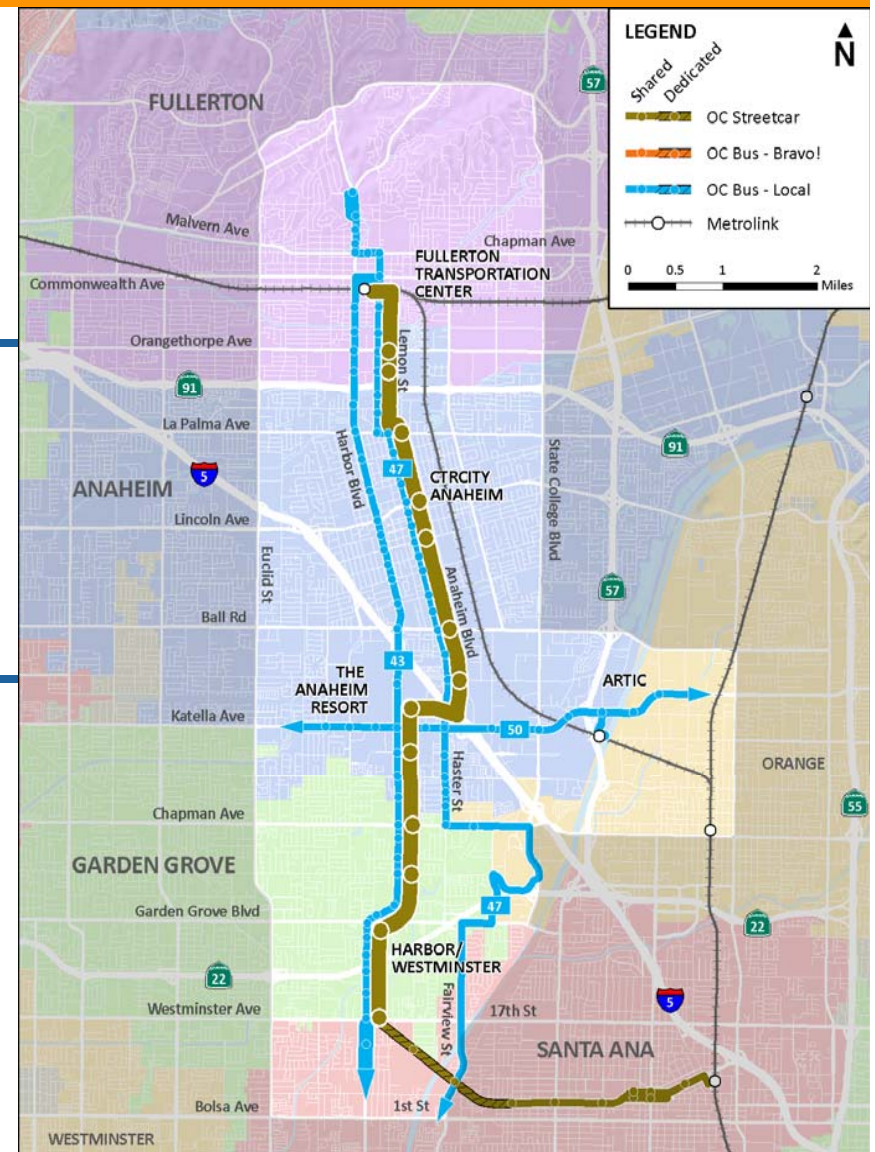 LEGEND
N
Shared
Dedicated
OC Streetcar
OC Bus - Bravo!
OC Bus - Local
Metrolink
0 0.5 1 2
Miles
57
FULLERTON
Malvern Ave
Chapman Ave
FULLERTON
TRANSPORTATION
CENTER
Commonwealth Ave
Orangethorpe Ave
Lemon St
91
La Palma Ave
Harbor Blvd
State College Blvd
91
5
47
ANAHEIM
CTRCITY
ANAHEIM
Lincoln Ave
Euclid St
Anaheim Blvd
57
Ball Rd
43
THE
ANAHEIM
RESORT
ARTIC
Katella Ave
50
Haster St
ORANGE
55
Chapman Ave
GARDEN GROVE
47
Garden Grove Blvd
22
HARBOR/
WESTMINSTER
22
Fairview St
5
Westminster Ave
17th St
SANTA ANA
Bolsa Ave
1st St
WESTMINSTER